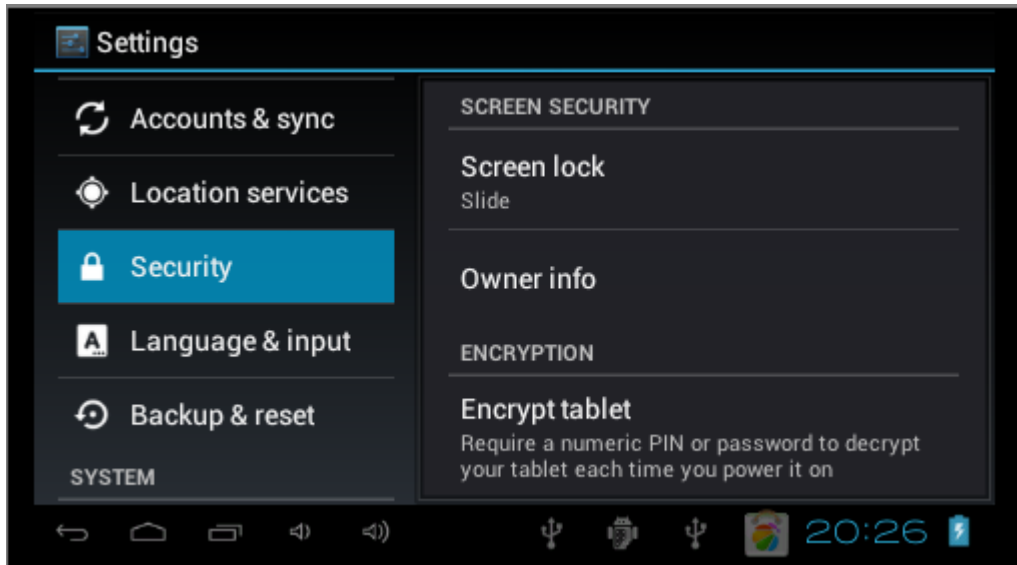 Settings
Accounts & sync
Location services
Security
Language & input
Backup & reset
SYSTEM
SCREEN SECURITY
Screen lock
Slide
Owner info
ENCRYPTION
Encrypt tablet
Require a numeric PIN or password to decrypt
your tablet each time you power it on
20:26